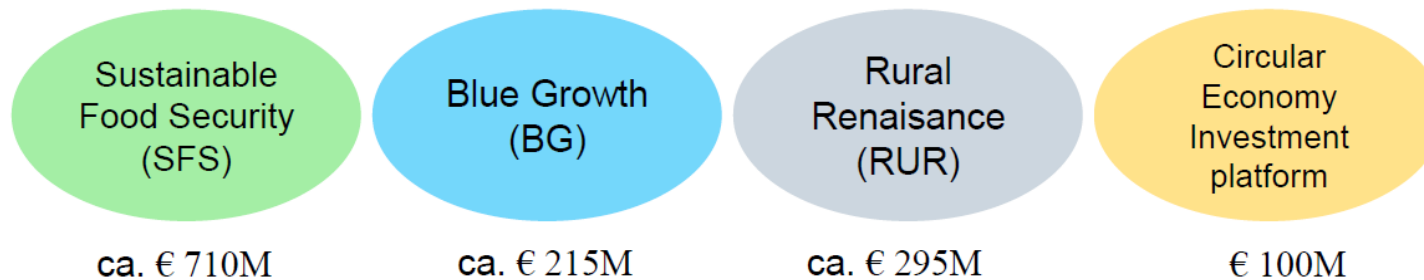 Sustainable
Food Security
(SFS)
Blue Growth
(BG)
Rural
Renaisance
(RUR)
Circular
Economy
Investment
platform
ca. € 710M
ca. € 215M
ca. € 295M
€ 100M